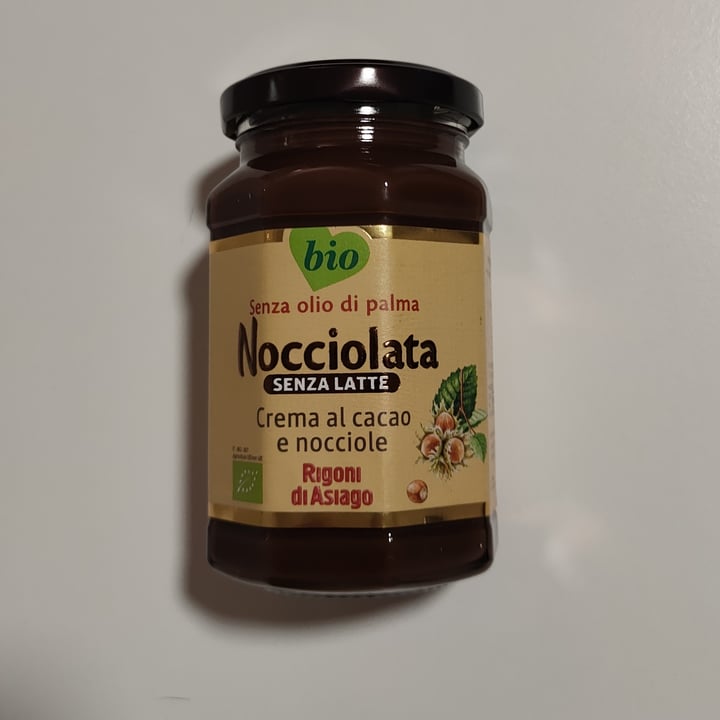 bio
Senza olio di palma
Nocciolata
SENZA LATTE
Crema al cacao
e nocciole
Rigoni
di Asiago